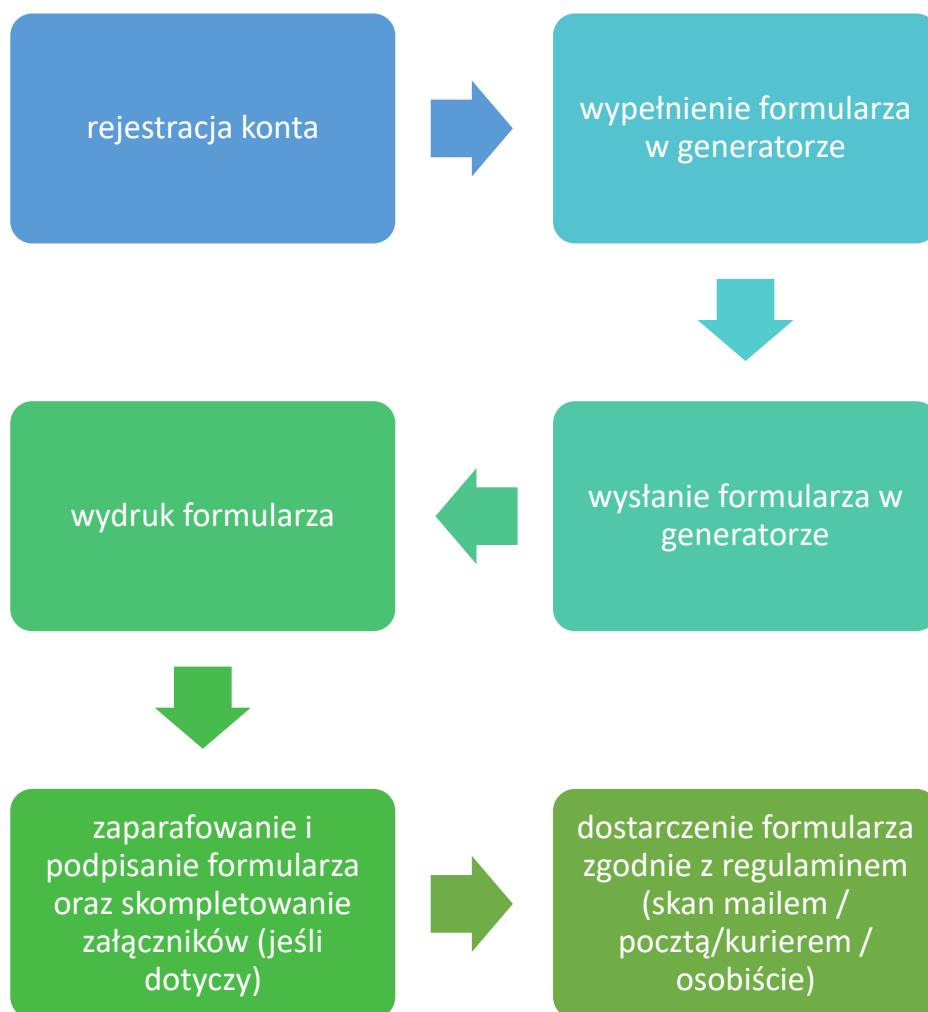 rejestracja konta
wypełnienie formularza
w generatorze
wysłanie formularza w
generatorze
wydruk formularza
zaparafowanie i
podpisanie formularza
oraz skompletowanie
załączników (jeśli
dotyczy)
dostarczenie formularza
zgodnie z regulaminem
(skan mailem /
pocztą/kurierem /
osobiście)